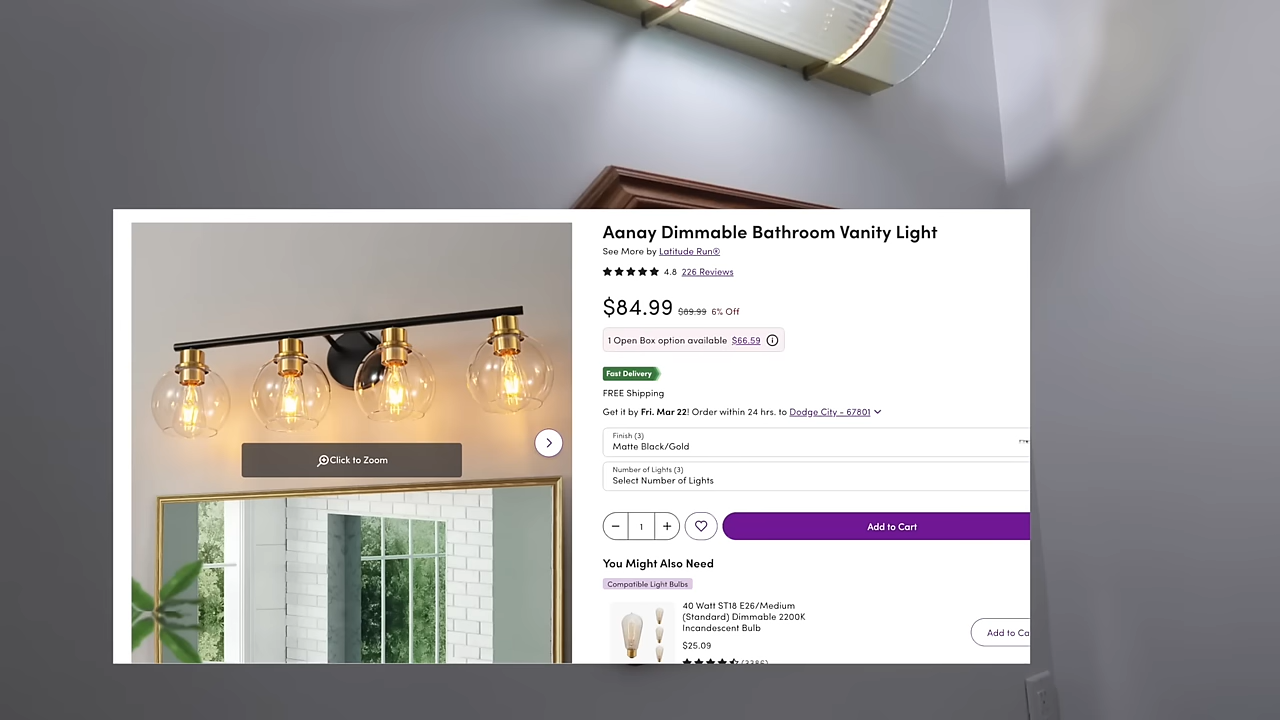 Aanay Dimmable Bathroom Vanity Light
See More by Latitude Run®
4.8 226 Reviews
$84.99 $89.99 6% Off
1 Open Box option available $66.59
Fast Delivery
FREE Shipping
Get it by Fri. Mar 22! Order within 24 hrs. to Dodge City - 67801
Finish (3)
Matte Black/Gold
Number of Lights (3)
Select Number of Lights
Click to Zoom
1
Add to Cart
You Might Also Need
Compatible Light Bulbs
40 Watt ST18 E26/Medium
(Standard) Dimmable 2200K
Incandescent Bulb
$25.09
Add to Ca
(3386)